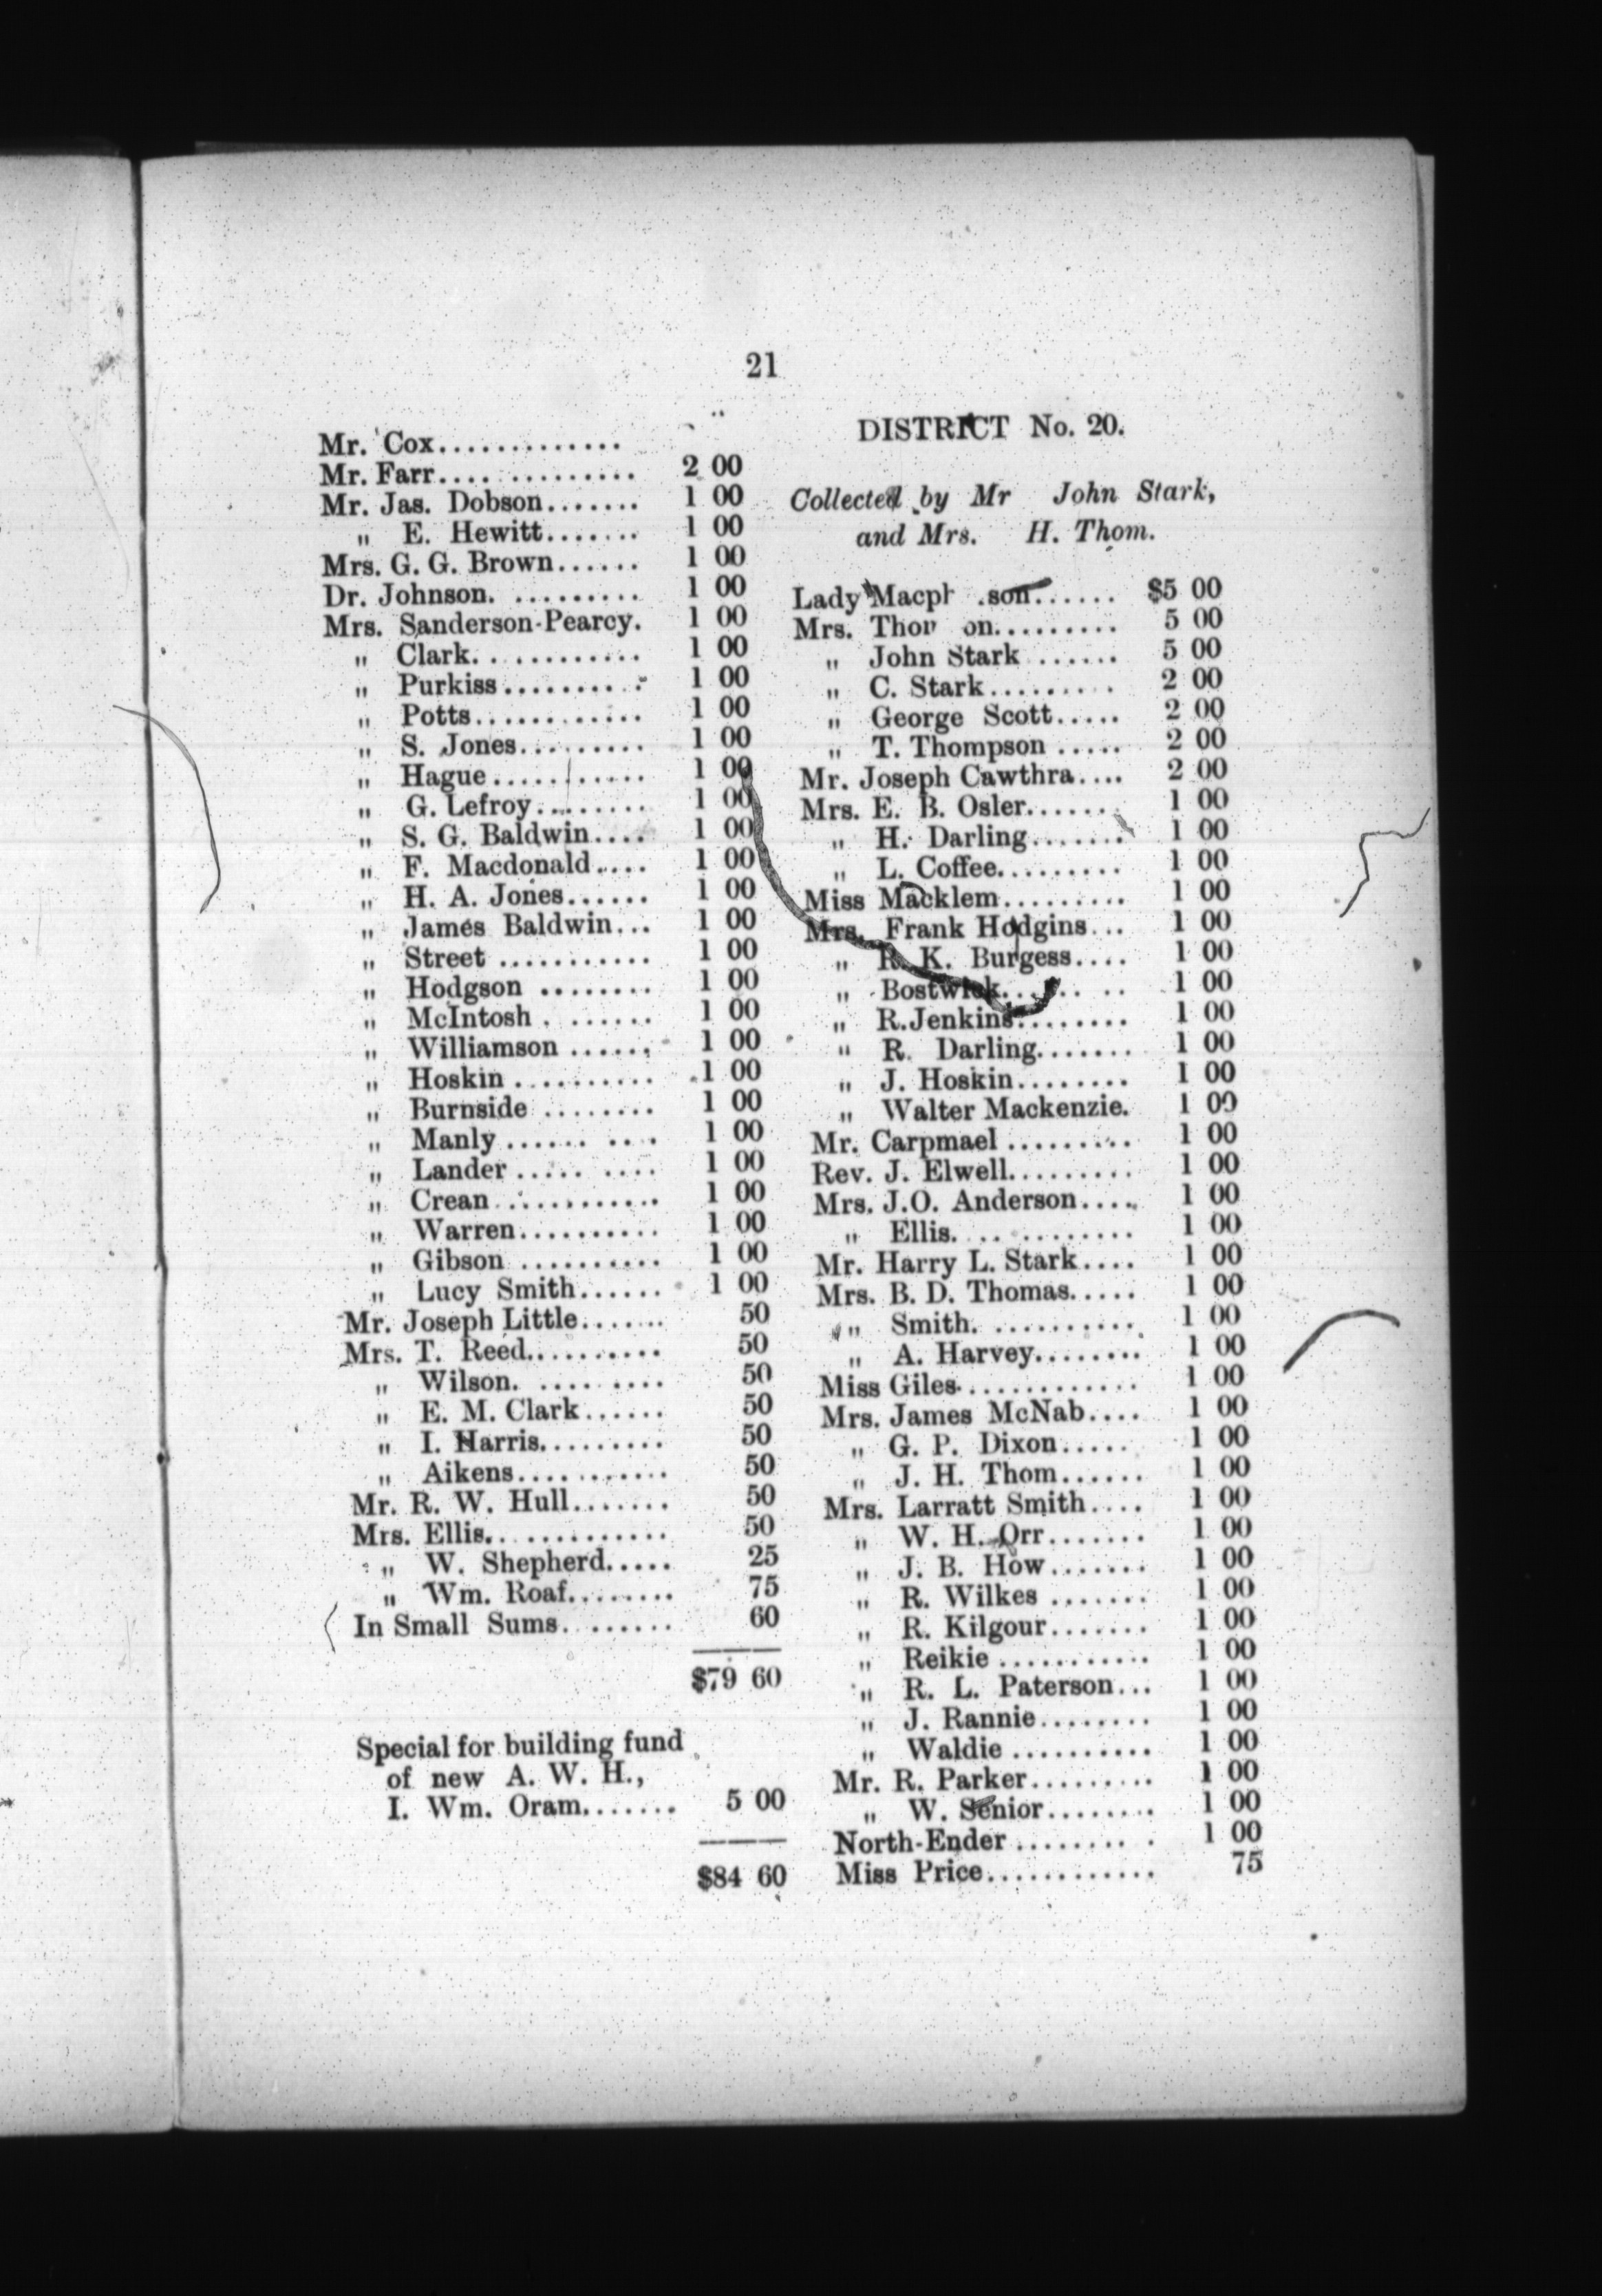 21
Mr. Cox.............
Mr. Farr.... ......... 2 00
Mr. Jas. Dobson....... 1 00
„ E. Hewitt....... 1 00
Mrs. G. G. Brown...... 1 00
Dr. Johnson. ......... 1 00
Mrs. Sanderson-Pearcy. 1 00
„ Clark............ 1 00
„ Purkiss.......... 1 00
„ Potts............ 1 00
„ S. Jones......... 1 00
„ Hague........... 1 00
„ G. Lefroy........ 1 00
„ S. G. Baldwin.... 1 00
„ F. Macdonald.... 1 00
„ H. A. Jones...... 1 00
„ James Baldwin... 1 00
„ Street ........... 1 00
„ Hodgson ........ 1 00
„ McIntosh . ...... 1 00
„ Williamson ...... 1 00
„ Hoskin .......... 1 00
„ Burnside ........ 1 00
„ Manly ...... .... 1 00
„ Lander ..... .... 1 00
„ Crean ........... 1 00
„ Warren.......... 1 00
„ Gibson .......... 1 00
„ Lucy Smith...... 1 00
Mr. Joseph Little....... 50
Mrs. T. Reed.......... 50
„ Wilson. ......... 50
„ E. M. Clark...... 50
„ I. Harris......... 50
„ Aikens........... 50
Mr. R. W. Hull....... 50
Mrs. Ellis............. 50
„ W. Shepherd..... 25
„ Wm. Roaf........ 75
In Small Sums........ 60
$79 60
Special for building fund
of new A. W. H.,
I. Wm. Oram....... 5 00
$84 60
DISTRICT No. 20.
Collected by Mr John Stark,
and Mrs. H. Thom.
Lady ...... $5 00
Mrs. ......... 5 00
„ John Stark ...... 5 00
„ C. Stark......... 2 00
„ George Scott..... 2 00
„ T. Thompson ..... 2 00
Mr. Joseph Cawthra.... 2 00
Mrs. E. B. Osler....... 1 00
„ H. Darling....... 1 00
„ L. Coffee......... 1 00
Miss Macklem......... 1 00
Mrs. Frank Hodgins... 1 00
„ R. K. Burgess.... 1 00
„ Bostwick....... .. 1 00
„ R. Jenkins........ 1 00
„ R. Darling....... 1 00
„ J. Hoskin........ 1 00
„ Walter Mackenzie. 1 00
Mr. Carpmael ......... 1 00
Rev. J. Elwell......... 1 00
Mrs. J.O. Anderson.... 1 00
„ Ellis. .. ......... 1 00
Mr. Harry L. Stark.... 1 00
Mrs. B. D. Thomas..... 1 00
„ Smith. .......... 1 00
„ A. Harvey........ 1 00
Miss Giles............. 1 00
Mrs. James McNab.... 1 00
„ G. P. Dixon..... 1 00
„ J. H. Thom...... 1 00
Mrs. Larratt Smith.... 1 00
„ W. H. Orr....... 1 00
„ J. B. How....... 1 00
„ R. Wilkes ....... 1 00
„ R. Kilgour....... 1 00
„ Reikie ........... 1 00
„ R. L. Paterson... 1 00
„ J. Rannie........ 1 00
„ Waldie .......... 1 00
Mr. R. Parker......... 1 00
„ W. Senior........ 1 00
North-Ender ........ . 1 00
Miss Price............ 75